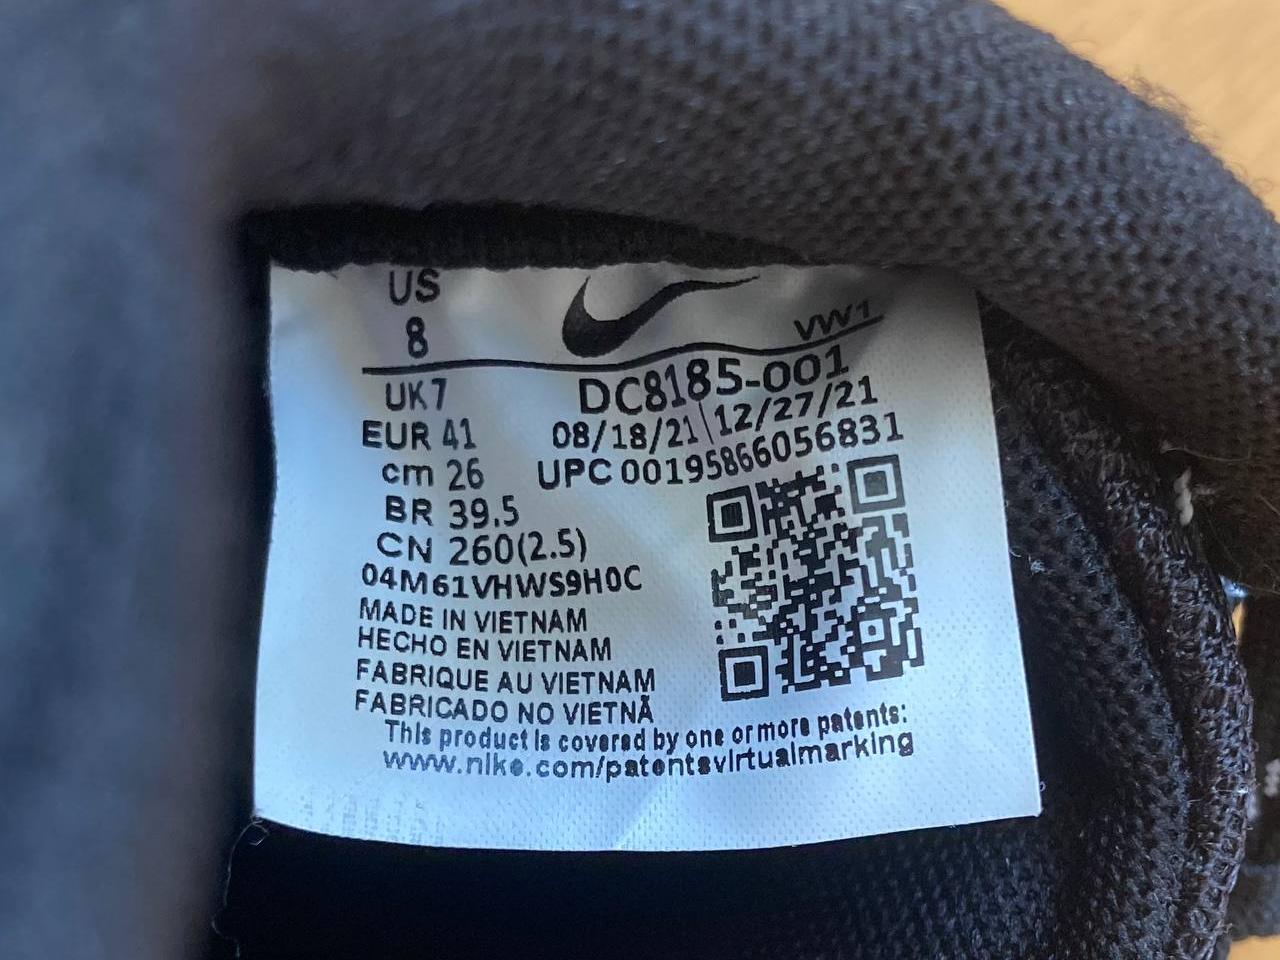 US
8
VW1
UK 7
DC8185-001
EUR 41
08/18/21\12/27/21
cm 26
UPC 00195866056831
BR 39.5
CN 260(2.5)
04M61VHWS9H0C
MADE IN VIETNAM
HECHO EN VIETNAM
FABRIQUE AU VIETNAM
FABRICADO NO VIETNÃ
This product is covered by one or more patents:
www.nike.com/patentsvirtualmarking